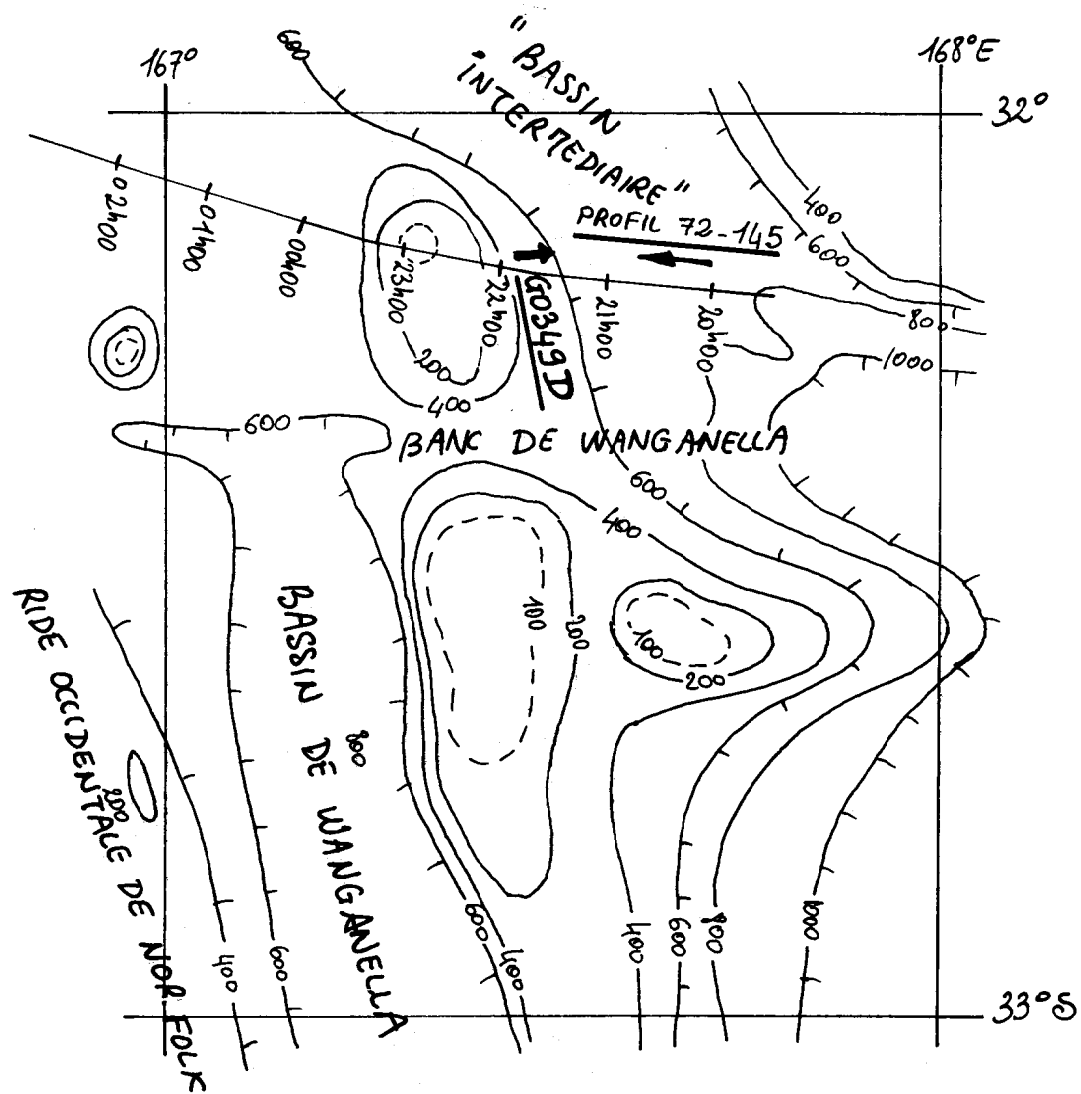 600
167°
168°E
32°
"BASSIN
INTERMEDIAIRE"
400
600
PROFIL 72-145
02h00
01h00
00h00
23h00
22h00
21h00
20h00
GO349D
800
1000
200
400
600
BANC DE WANGANELLA
600
400
100
200
100
200
RIDE OCCIDENTALE DE NORFOLK
BASSIN DE WANGANELLA
800
200
400
600
600
400
400
600
800
1000
33°S